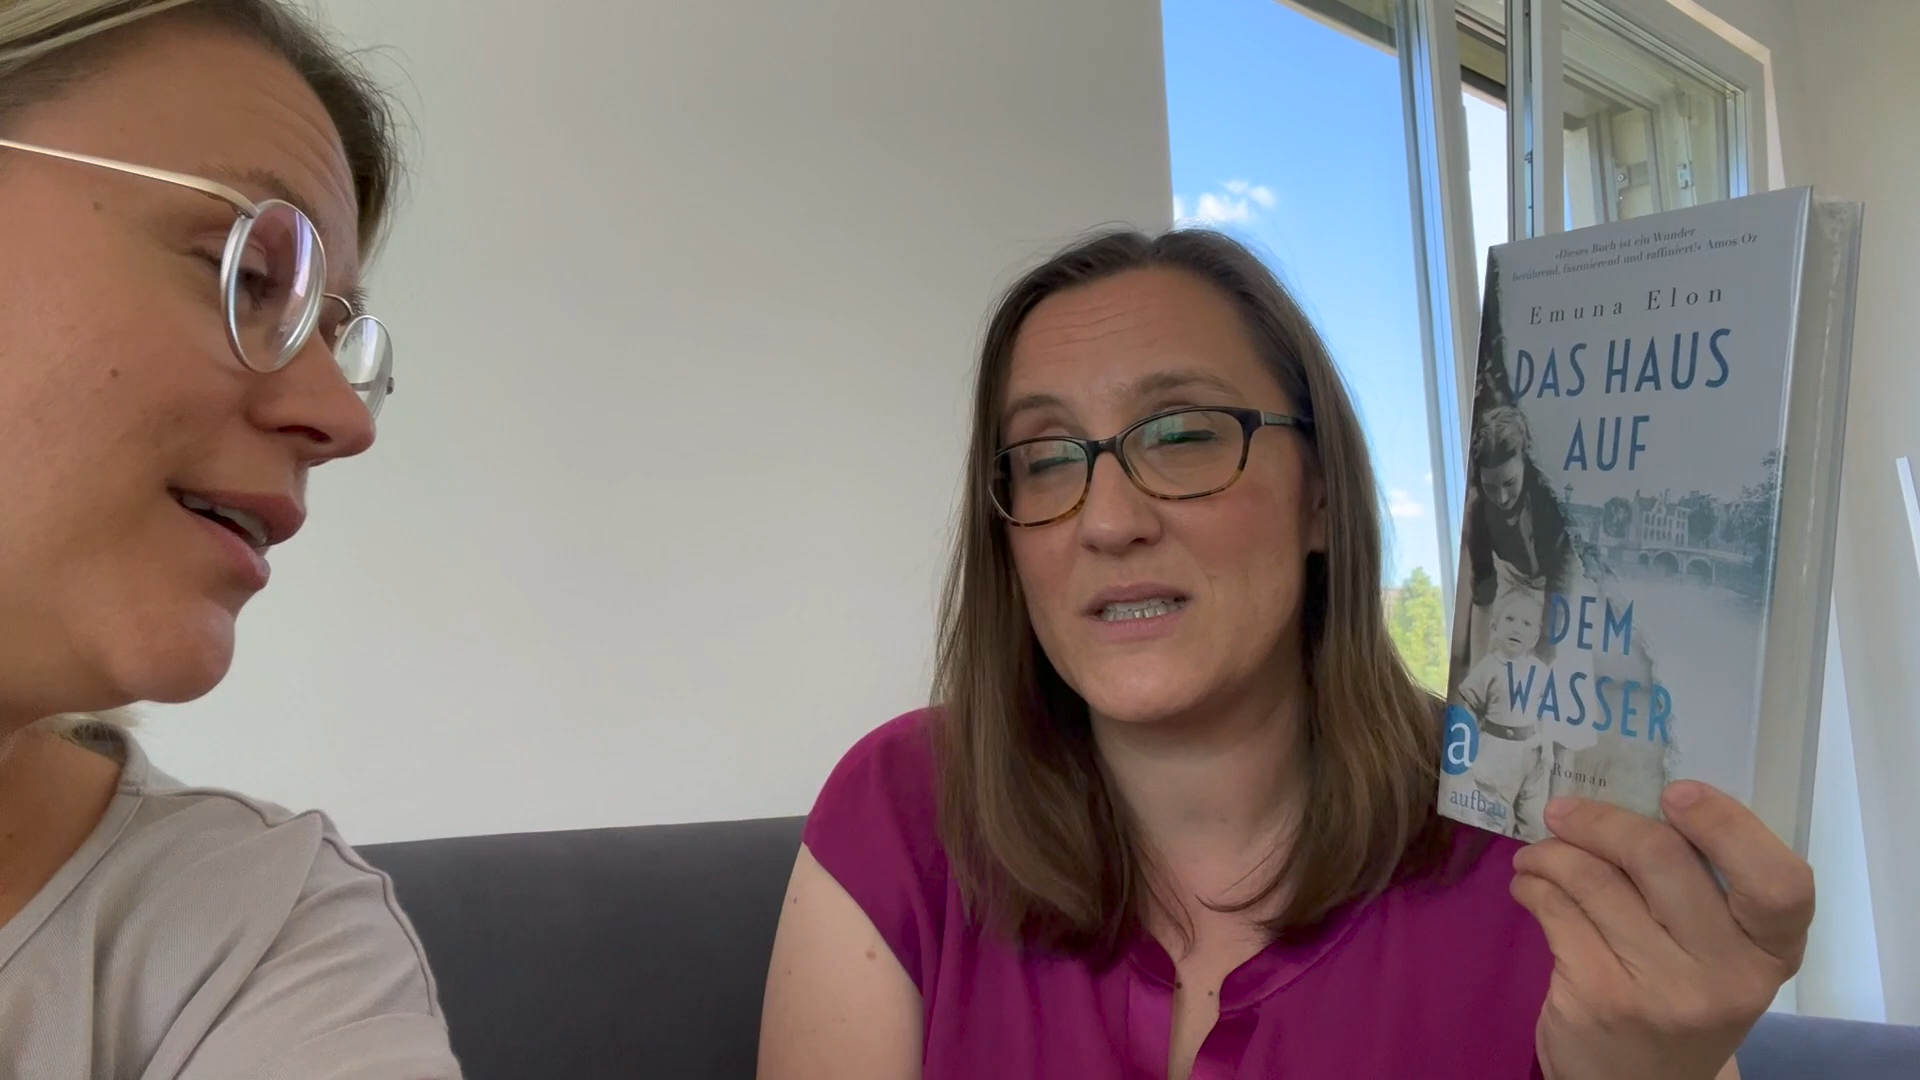 »Dieses Buch ist ein Wunder
berührend, faszinierend und raffiniert!« Amos Oz
Emuna Elon
DAS HAUS
AUF
DEM
WASSER
Roman
a
aufbau